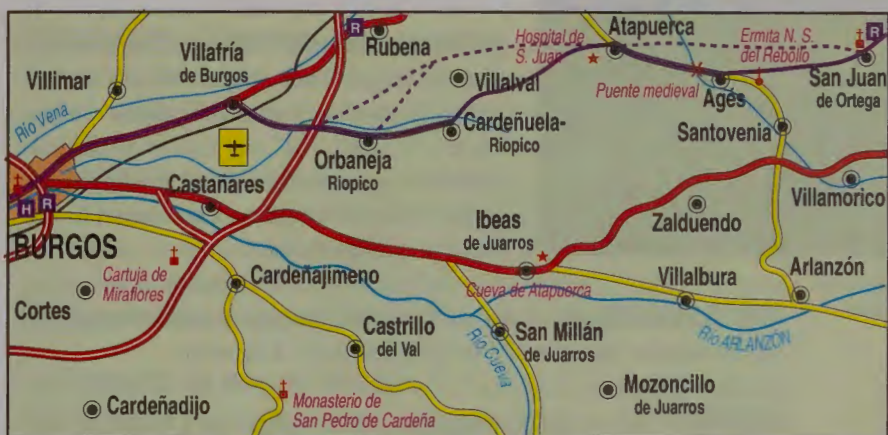 R
Rubena
Villafría
de Burgos
Villimar
Río Vena
Hospital de
S. Juan
Atapuerca
Ermita N. S.
del Rebollo
R
San Juan
de Ortega
Villalval
Puente medieval
Agés
Santovenia
Cardeñuela-
Riopico
Orbaneja
Riopico
Castañares
H
R
BURGOS
Cartuja de
Miraflores
Cortes
Cardeñajimeno
Ibeas
de Juarros
Cueva de Atapuerca
Zalduendo
Villamorico
Villalbura
Arlanzón
Río ARLANZÓN
Castrillo
del Val
Río Cueva
San Millán
de Juarros
Mozoncillo
de Juarros
Cardeñadijo
Monasterio de
San Pedro de Cardeña